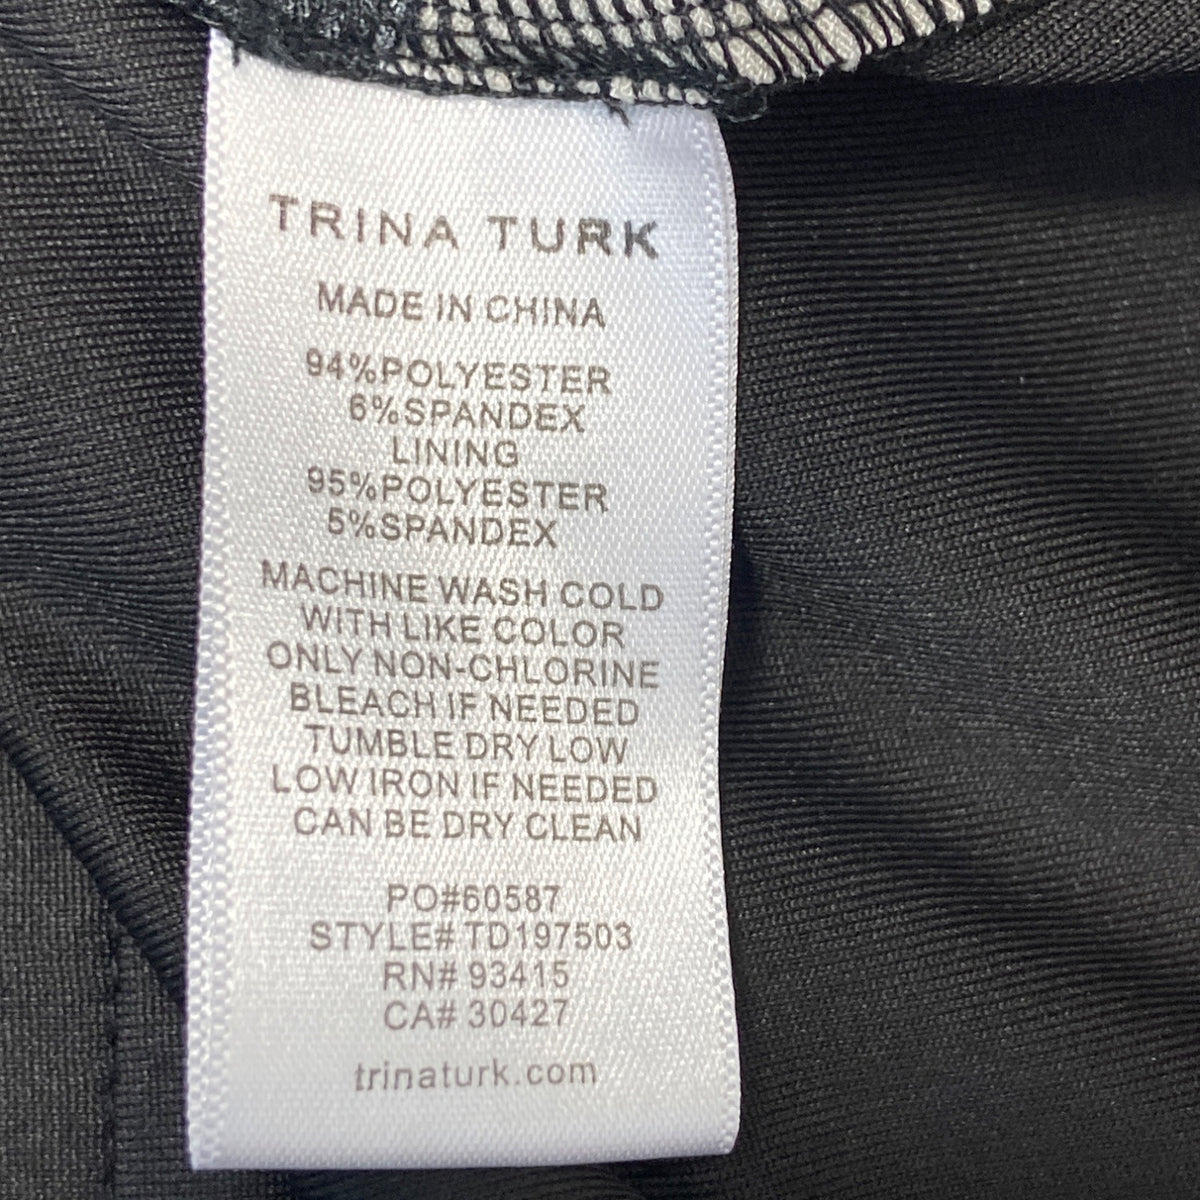 TRINA TURK
MADE IN CHINA
94%POLYESTER
6%SPANDEX
LINING
95%POLYESTER
5%SPANDEX
MACHINE WASH COLD
WITH LIKE COLOR
ONLY NON-CHLORINE
BLEACH IF NEEDED
TUMBLE DRY LOW
LOW IRON IF NEEDED
CAN BE DRY CLEAN
PO#60587
STYLE# TD197503
RN# 93415
CA# 30427
trinaturk.com